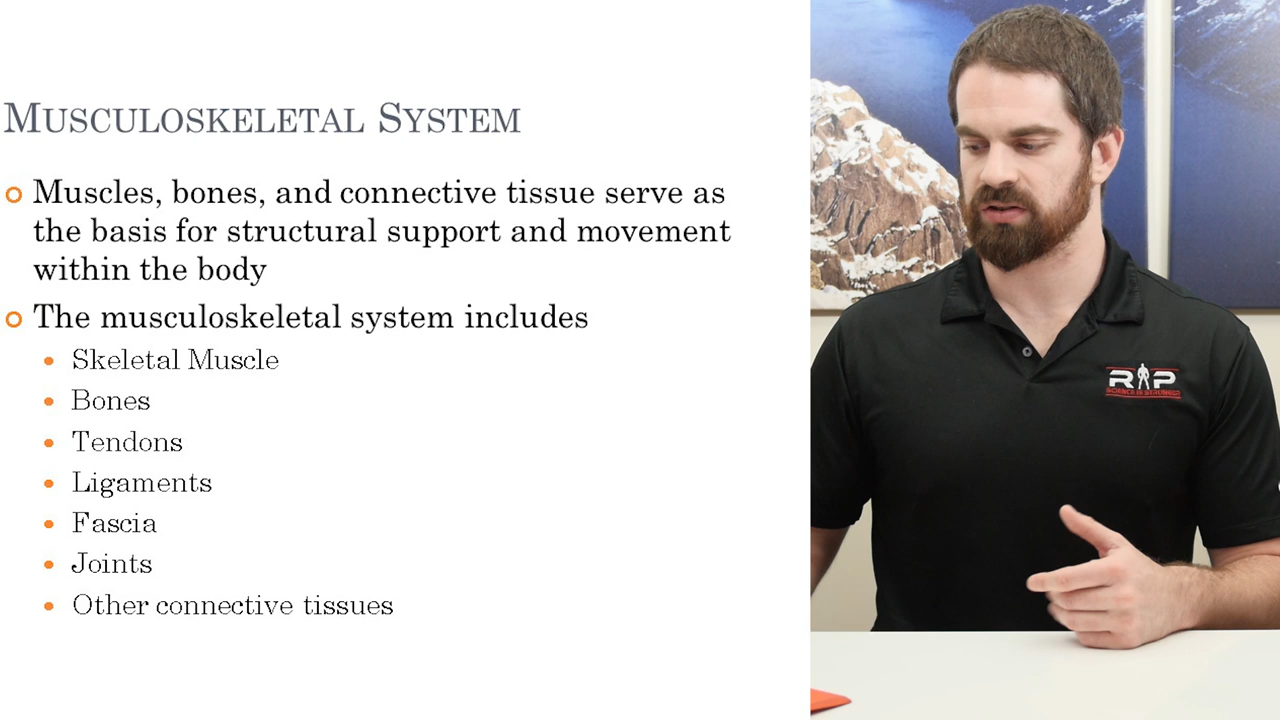 MUSCULOSKELETAL SYSTEM
Muscles, bones, and connective tissue serve as
the basis for structural support and movement
within the body
The musculoskeletal system includes
Skeletal Muscle
Bones
Tendons
Ligaments
Fascia
Joints
Other connective tissues
RP